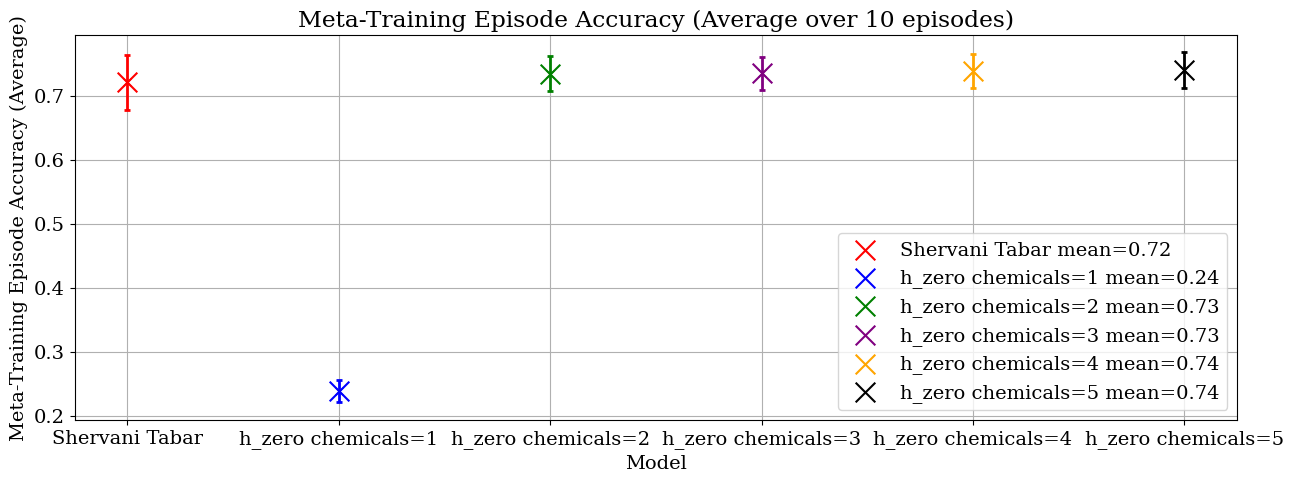 Meta-Training Episode Accuracy (Average over 10 episodes)
Meta-Training Episode Accuracy (Average)
0.7
0.6
0.5
0.4
0.3
0.2
Shervani Tabar mean=0.72
h_zero chemicals=1 mean=0.24
h_zero chemicals=2 mean=0.73
h_zero chemicals=3 mean=0.73
h_zero chemicals=4 mean=0.74
h_zero chemicals=5 mean=0.74
Shervani Tabar
h_zero chemicals=1
h_zero chemicals=2
h_zero chemicals=3
h_zero chemicals=4
h_zero chemicals=5
Model